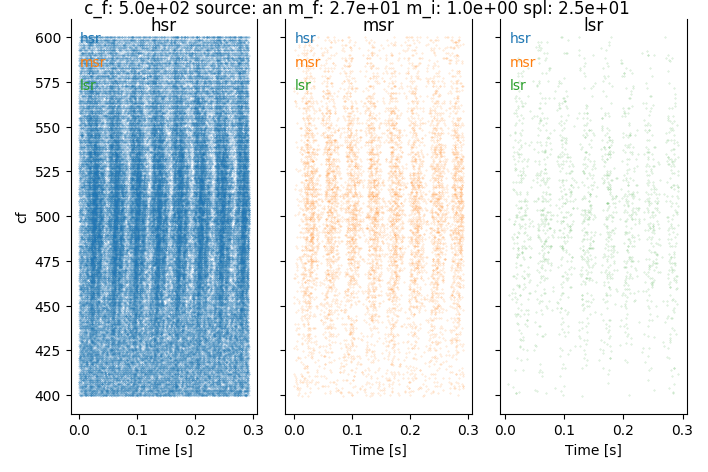 c_f: 5.0e+02 source: an m_f: 2.7e+01 m_i: 1.0e+00 spl: 2.5e+01
hsr msr lsr
hsr
msr
lsr
hsr
msr
lsr
hsr
msr
lsr
cf
600
575
550
525
500
475
450
425
400
0.0 0.1 0.2 0.3
0.0 0.1 0.2 0.3
0.0 0.1 0.2 0.3
Time [s] Time [s] Time [s]